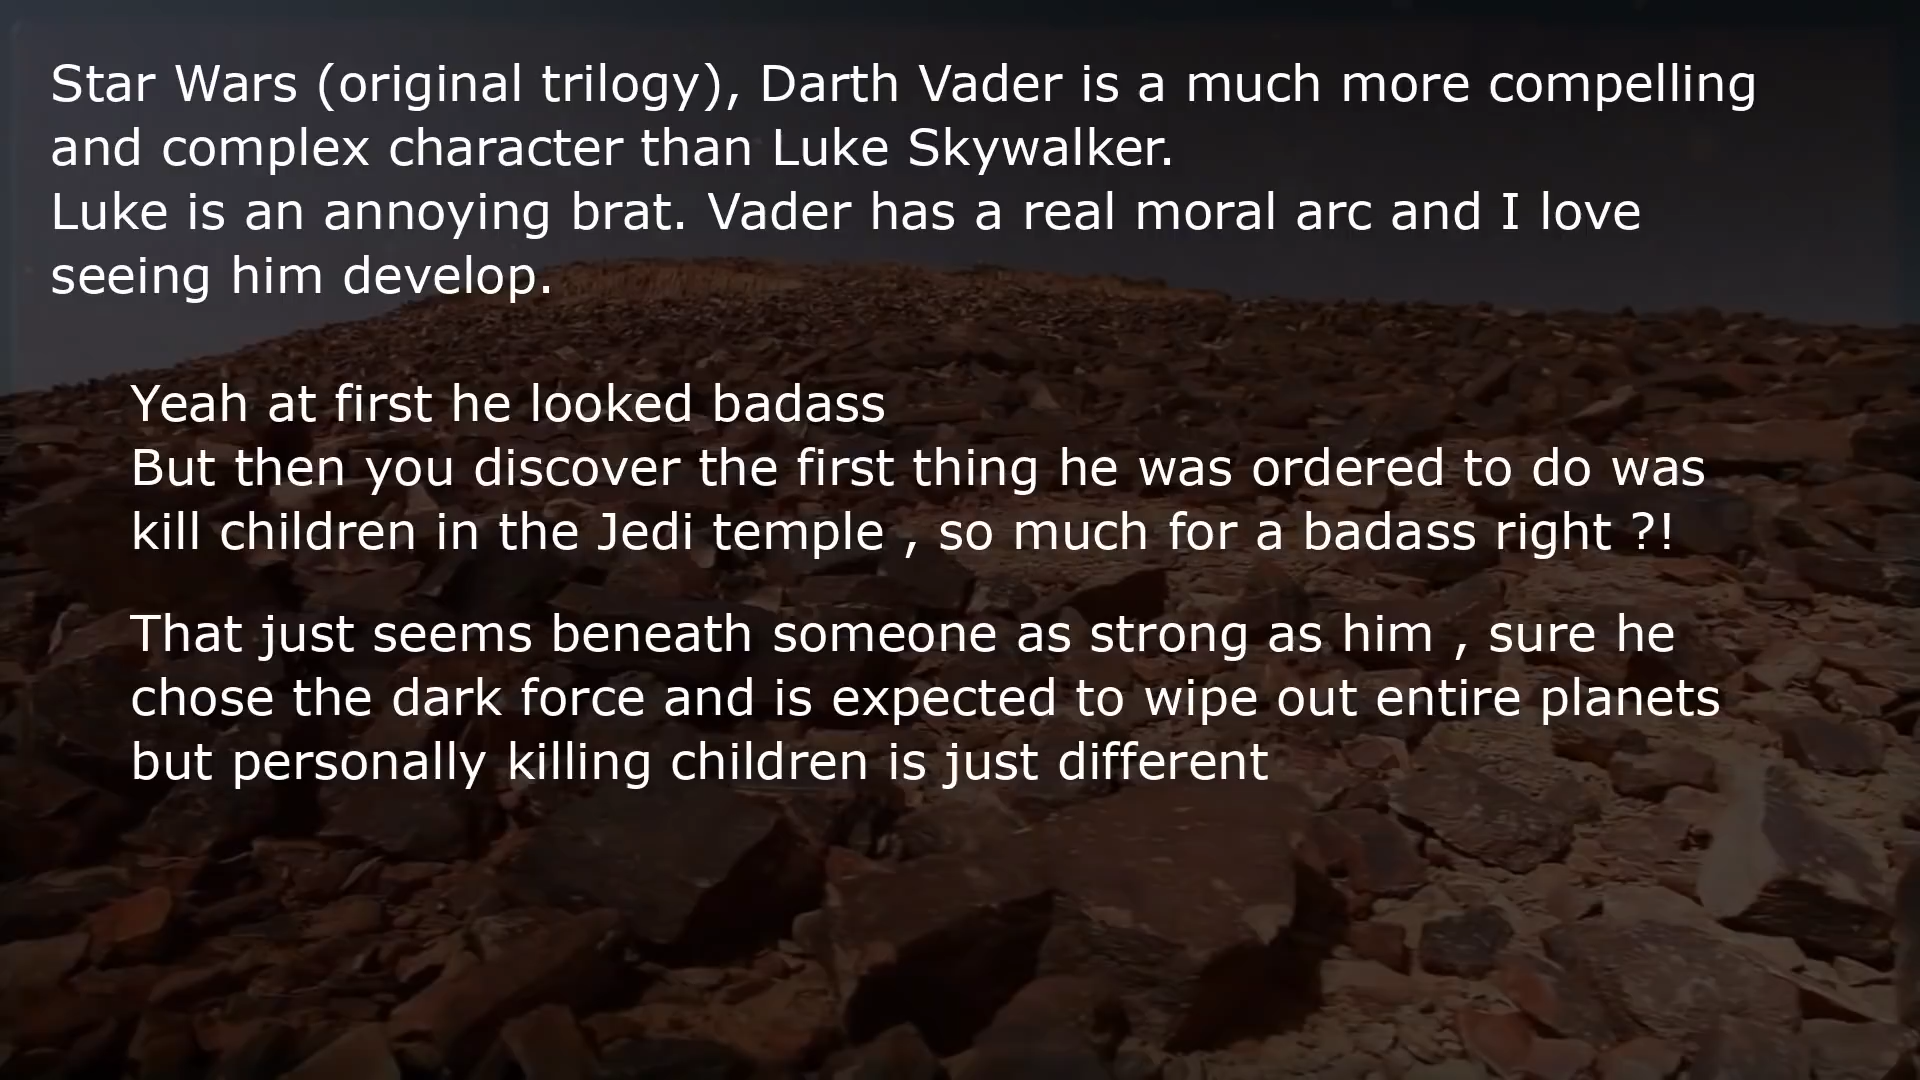 Star Wars (original trilogy), Darth Vader is a much more compelling
and complex character than Luke Skywalker.
Luke is an annoying brat. Vader has a real moral arc and I love
seeing him develop.
Yeah at first he looked badass
But then you discover the first thing he was ordered to do was
kill children in the Jedi temple , so much for a badass right ?!
That just seems beneath someone as strong as him , sure he
chose the dark force and is expected to wipe out entire planets
but personally killing children is just different